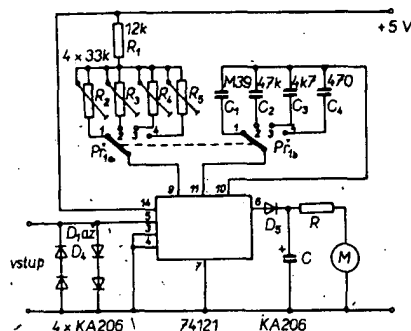 12k
R1
+5 V
4 x 33k
R2
R3
R4
R5
M39
47k
4k7
470
C1
C2
C3
C4
1
2
3
4
1
2
3
4
Př1a
Př1b
9
11
10
14
5
3
4
6
7
D1 až
D4
vstup
D5
R
C
+
M
4 x KA206
74121
KA206